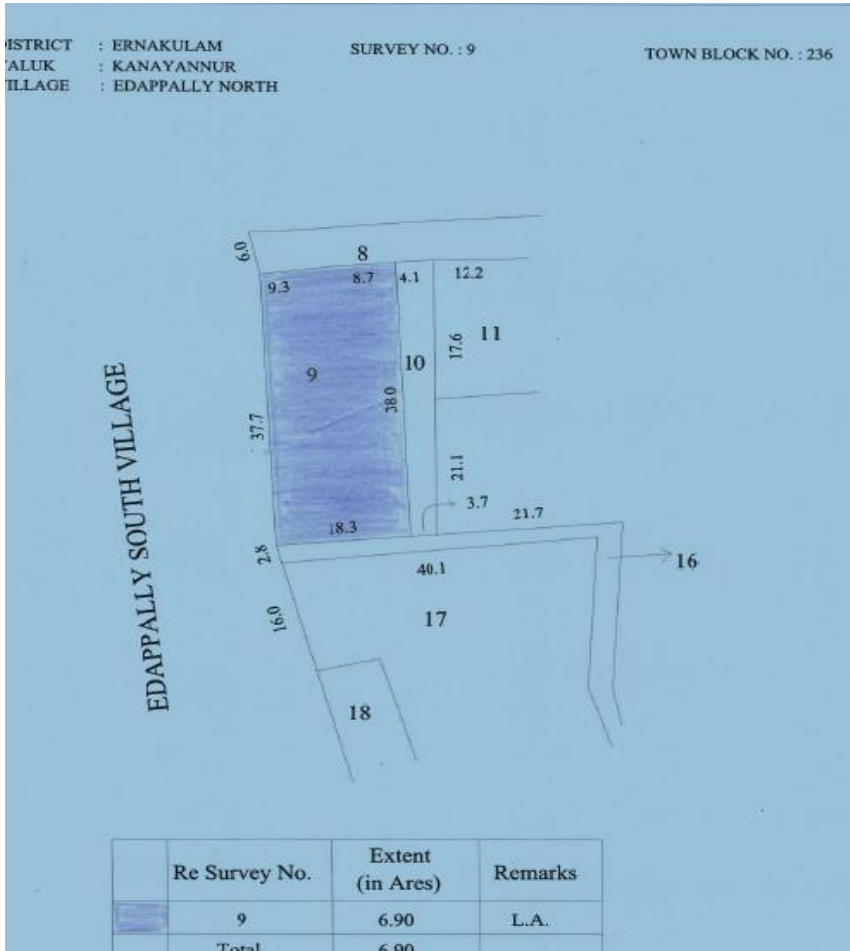 ISTRICT : ERNAKULAM
ALUK : KANAYANNUR
ILLAGE : EDAPPALLY NORTH
SURVEY NO. : 9
TOWN BLOCK NO. : 236
6.0
8
9.3 8.7 4.1 12.2
17.6 11
10
9
38.0
37.7
21.1
3.7
18.3 21.7
2.8
40.1
16
16.0
17
18
EDAPPALLY SOUTH VILLAGE
Re Survey No. Extent (in Ares) Remarks
9 6.90 L.A.
Total 6.90